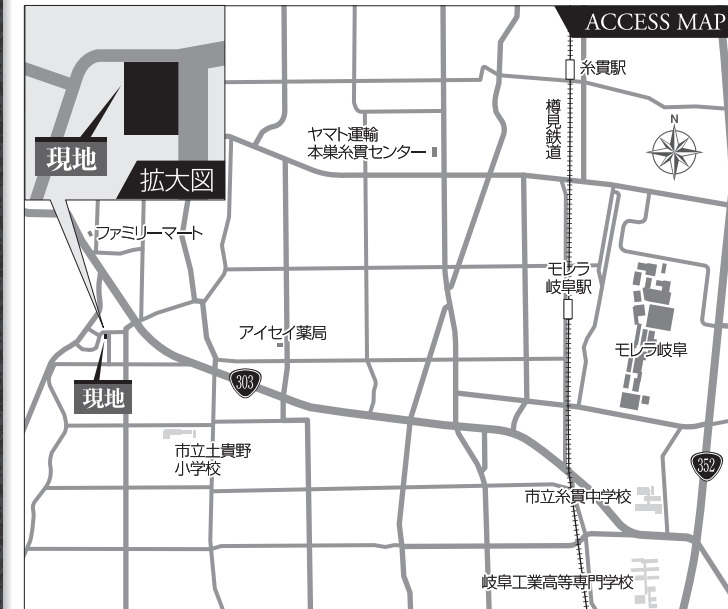 ACCESS MAP
糸貫駅
樽見鉄道
N
ヤマト運輸
本巣糸貫センター
現地
拡大図
ファミリーマート
モレラ
岐阜駅
アイセイ薬局
モレラ岐阜
303
現地
市立土貴野
小学校
352
市立糸貫中学校
岐阜工業高等専門学校